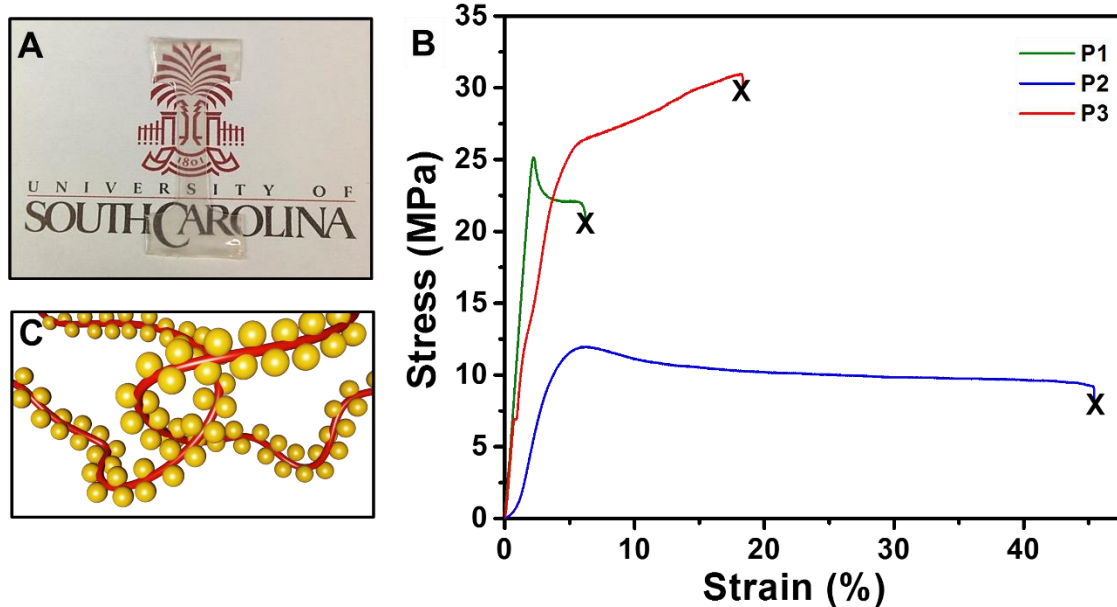 A
1801
UNIVERSITY OF
SOUTH CAROLINA
C
B
P1
P2
P3
35
30
25
20
15
10
5
0
Stress (MPa)
X
X
X
0
10
20
30
40
Strain (%)